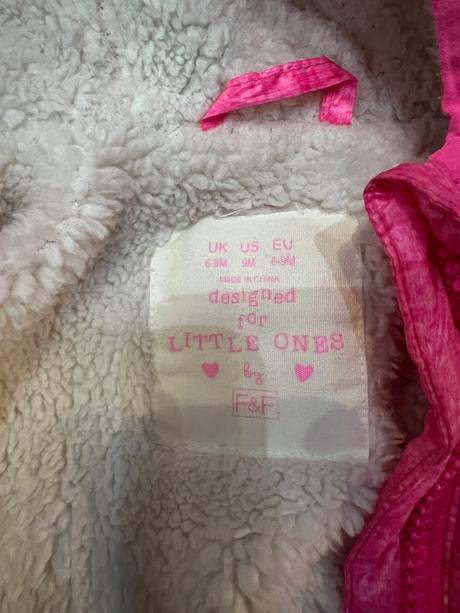 UK US EU
6-9M 9M 6-9M
MADE IN CHINA
designed
for
LITTLE ONES
by
F&F